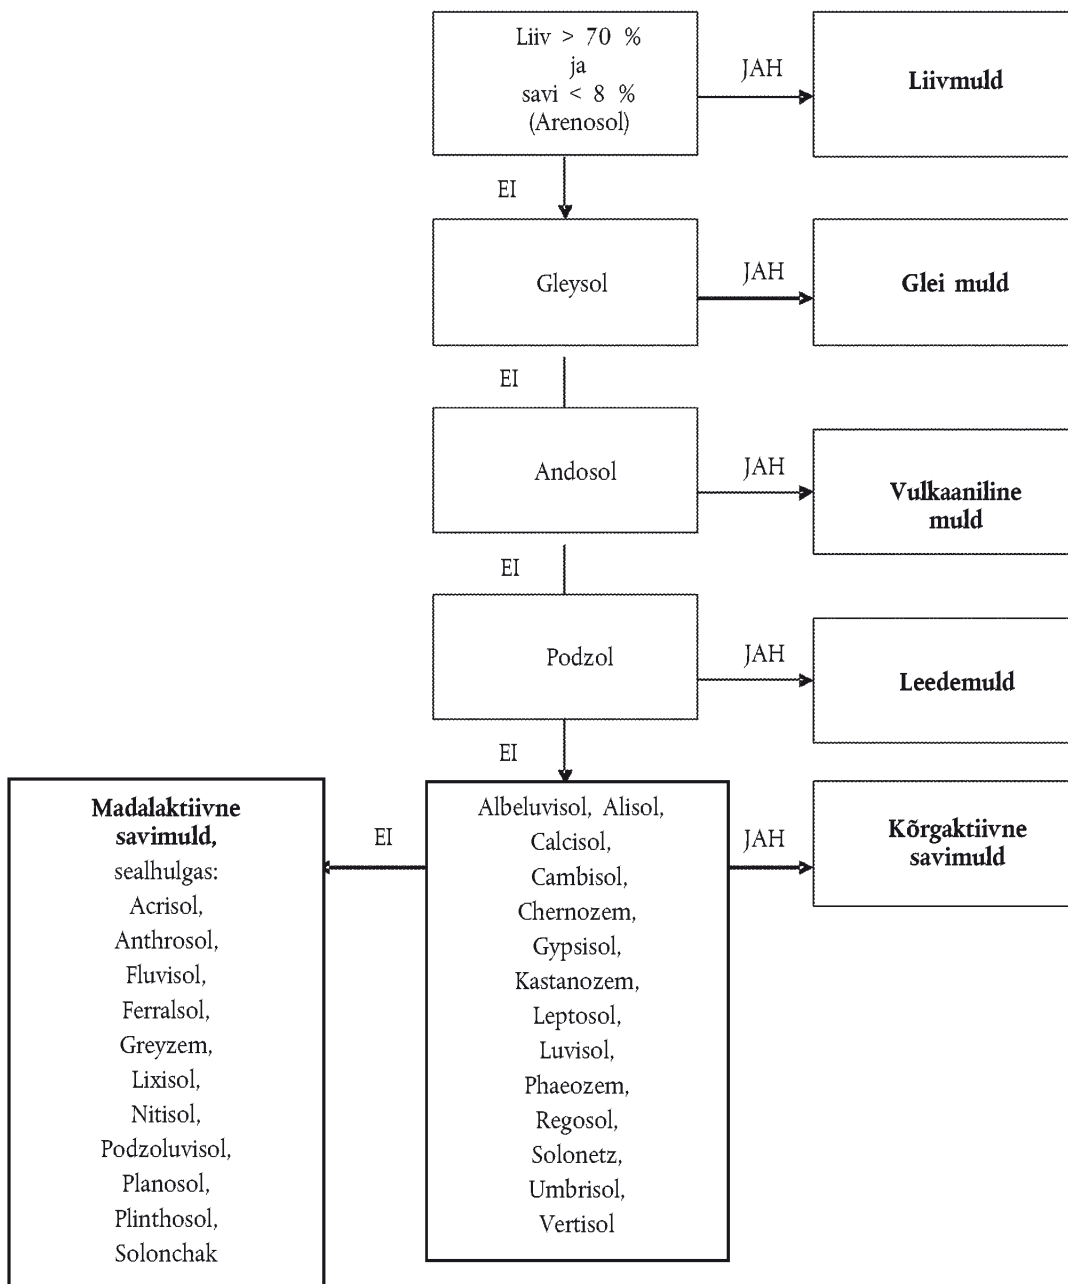 Liiv > 70 %
ja
savi < 8 %
(Arenosol)
JAH
Liivmuld
EI
Gleysol
JAH
Glei muld
EI
Andosol
JAH
Vulkaaniline
muld
EI
Podzol
JAH
Leedemuld
EI
Madalaktiivne
savimuld,
sealhulgas:
Acrisol,
Anthrosol,
Fluvisol,
Ferralsol,
Greyzem,
Lixisol,
Nitisol,
Podzoluvisol,
Planosol,
Plinthosol,
Solonchak
EI
Albeluvisol, Alisol,
Calcisol,
Cambisol,
Chernozem,
Gypsisol,
Kastanozem,
Leptosol,
Luvisol,
Phaeozem,
Regosol,
Solonetz,
Umbrisol,
Vertisol
JAH
Kõrgaktiivne
savimuld